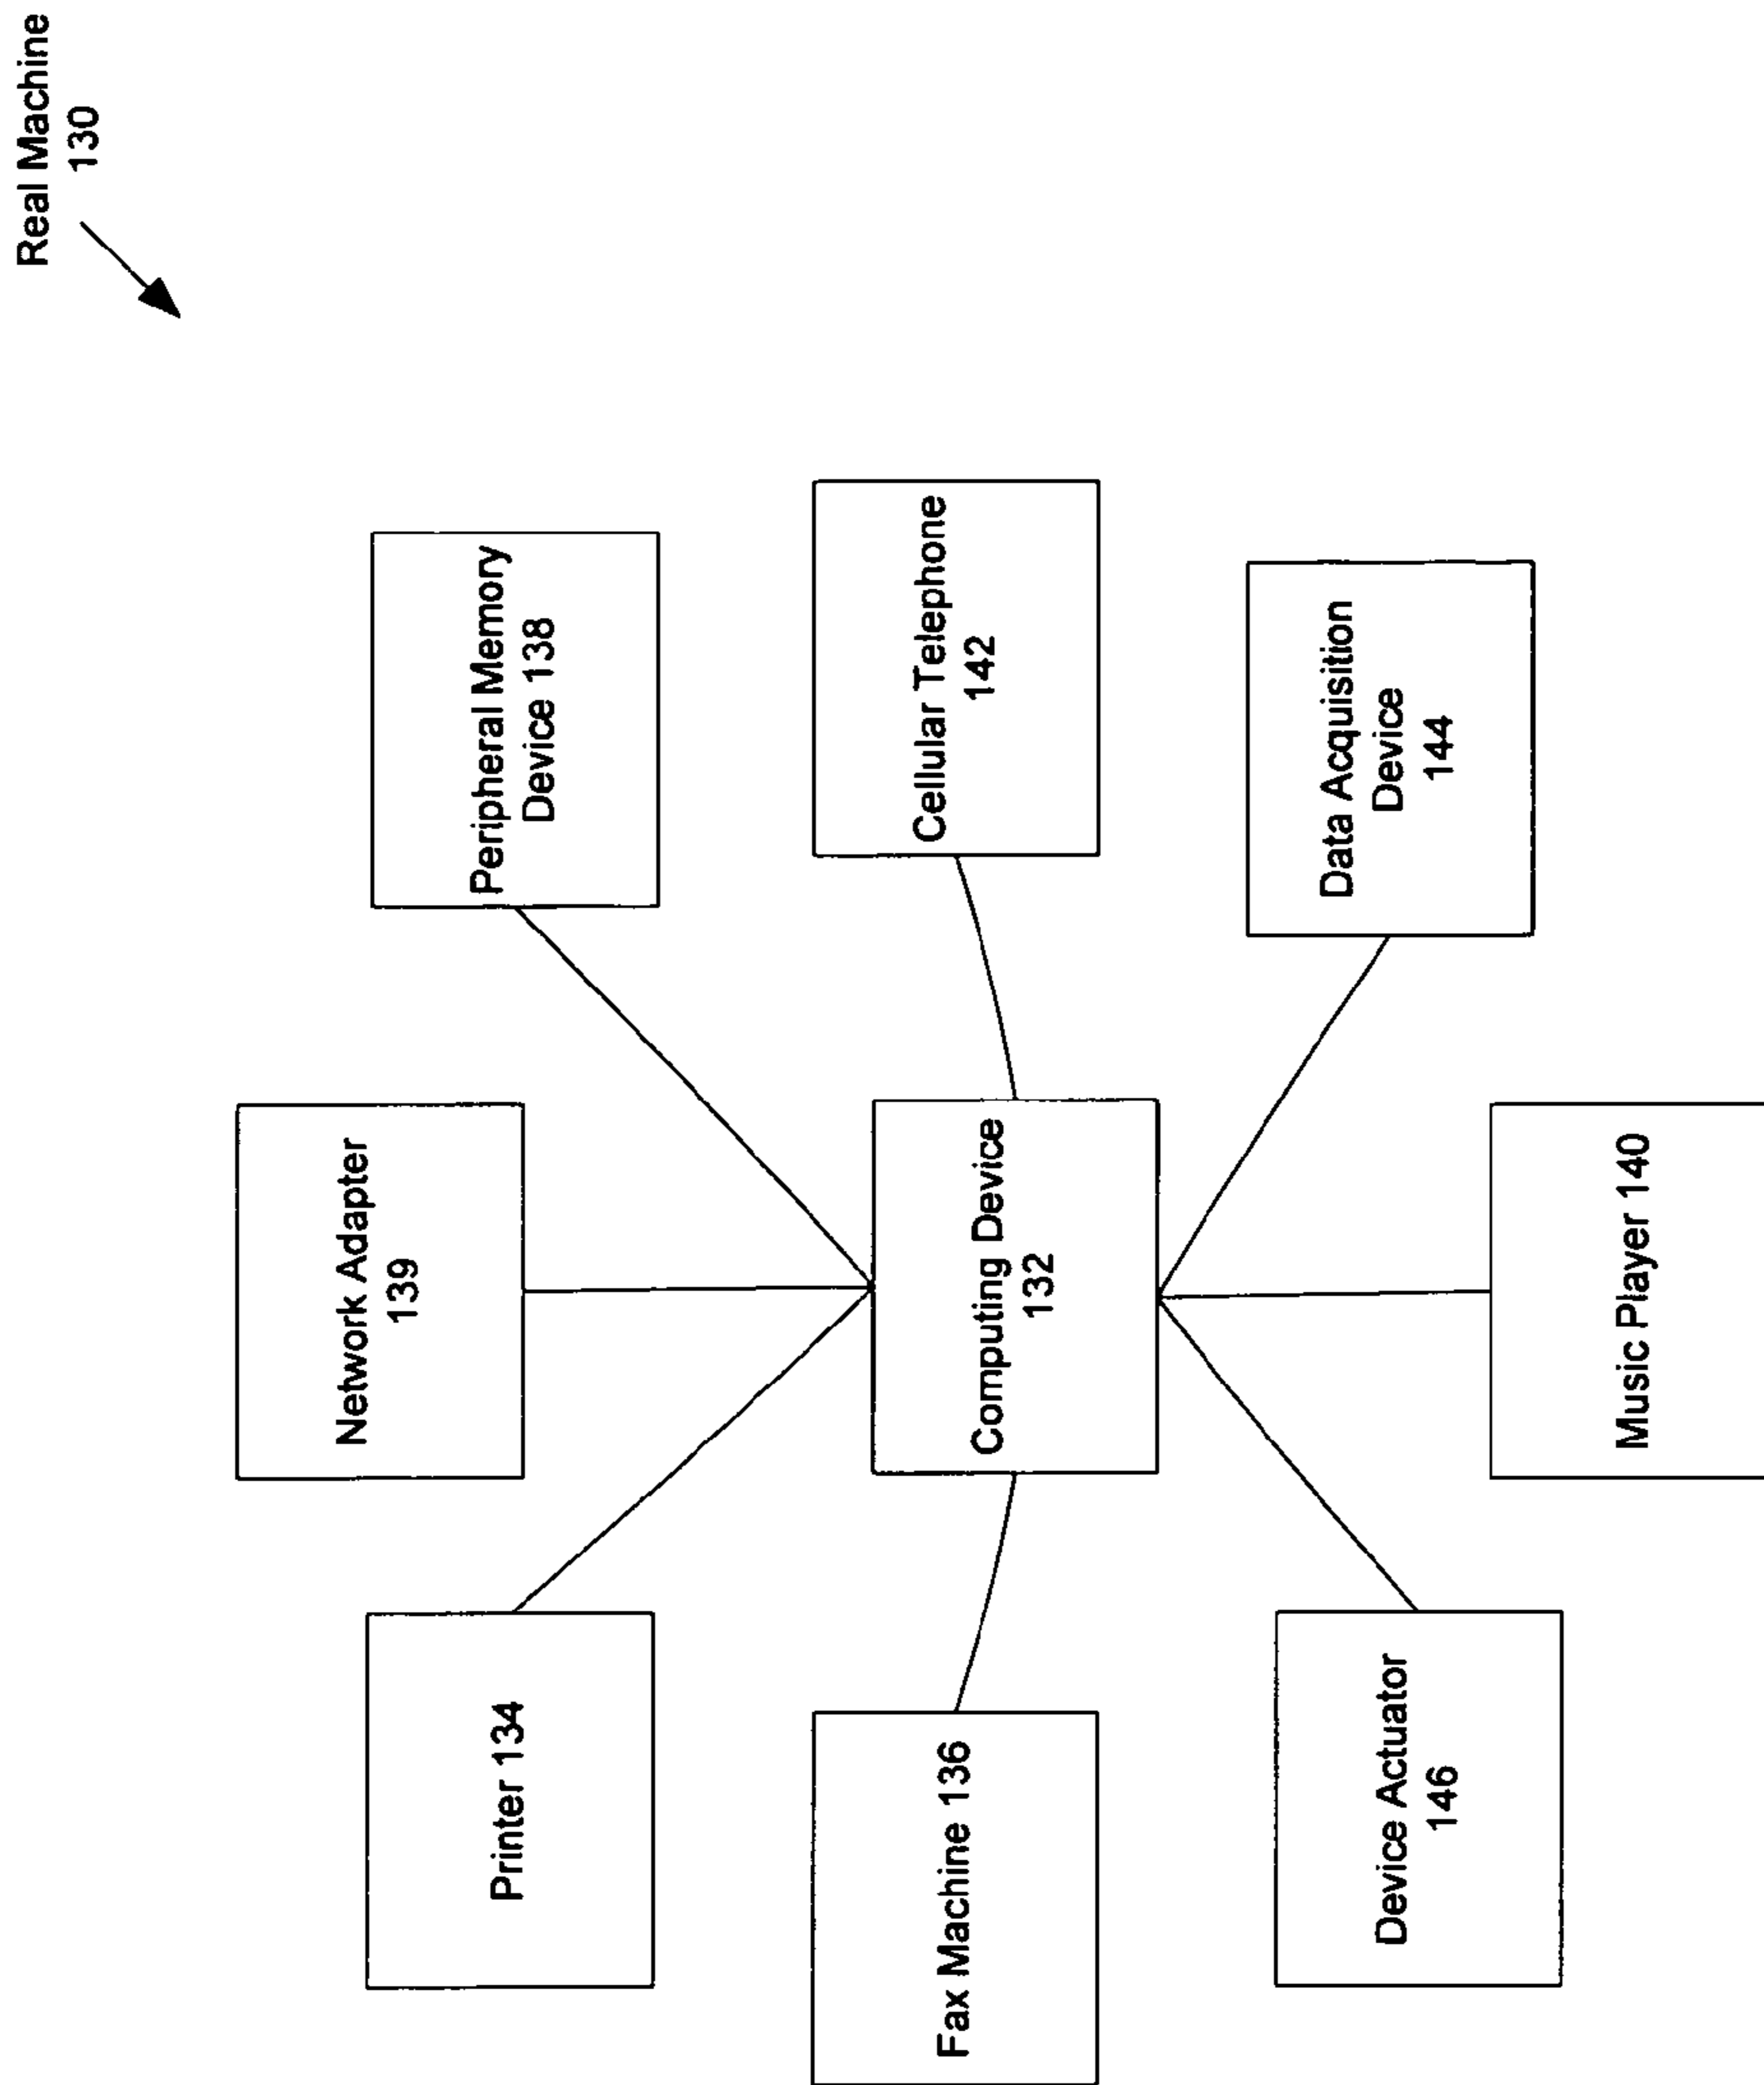 Real Machine
130
Printer 134
Network Adapter
139
Peripheral Memory
Device 138
Fax Machine 136
Computing Device
132
Cellular Telephone
142
Device Actuator
146
Music Player 140
Data Acquisition
Device
144